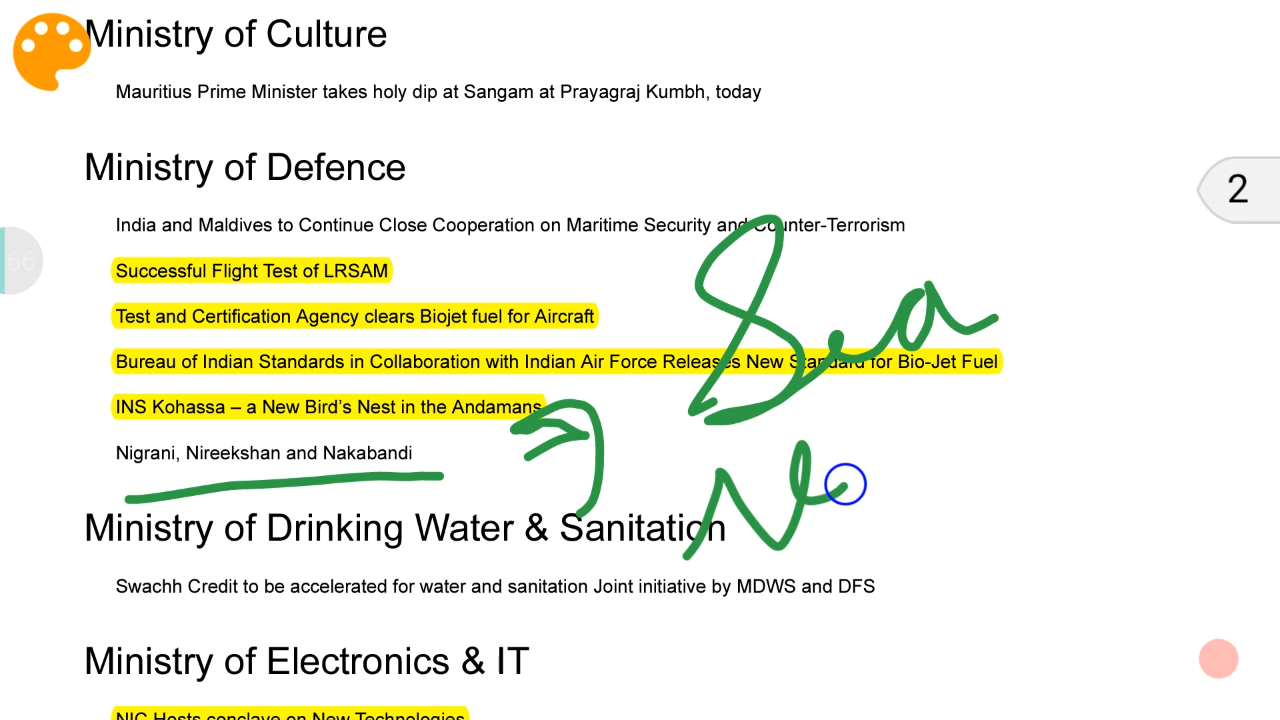 Ministry of Culture
Mauritius Prime Minister takes holy dip at Sangam at Prayagraj Kumbh, today
2
Ministry of Defence
India and Maldives to Continue Close Cooperation on Maritime Security and Counter-Terrorism
66
Successful Flight Test of LRSAM
Test and Certification Agency clears Biojet fuel for Aircraft
Sea
Bureau of Indian Standards in Collaboration with Indian Air Force Releases New Standard for Bio-Jet Fuel
INS Kohassa – a New Bird's Nest in the Andamans
Nigrani, Nireekshan and Nakabandi
Ministry of Drinking Water & Sanitation
Swachh Credit to be accelerated for water and sanitation Joint initiative by MDWS and DFS
Ministry of Electronics & IT
NIC Hosts conclave on New Technologies